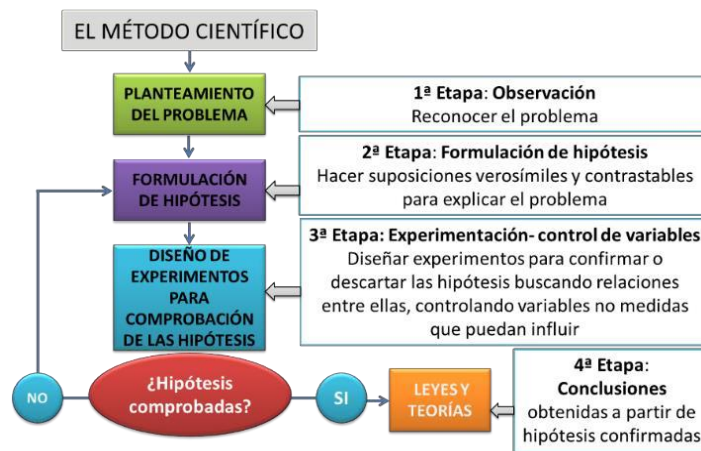 EL MÉTODO CIENTÍFICO
PLANTEAMIENTO
DEL PROBLEMA
1ª Etapa: Observación
Reconocer el problema
FORMULACIÓN
DE HIPÓTESIS
2ª Etapa: Formulación de hipótesis
Hacer suposiciones verosímiles y contrastables
para explicar el problema
DISEÑO DE
EXPERIMENTOS
PARA
COMPROBACIÓN
DE LAS HIPÓTESIS
3ª Etapa: Experimentación- control de variables
Diseñar experimentos para confirmar o
descartar las hipótesis buscando relaciones
entre ellas, controlando variables no medidas
que puedan influir
NO
¿Hipótesis
comprobadas?
SI
LEYES Y
TEORÍAS
4ª Etapa:
Conclusiones
obtenidas a partir de
hipótesis confirmadas